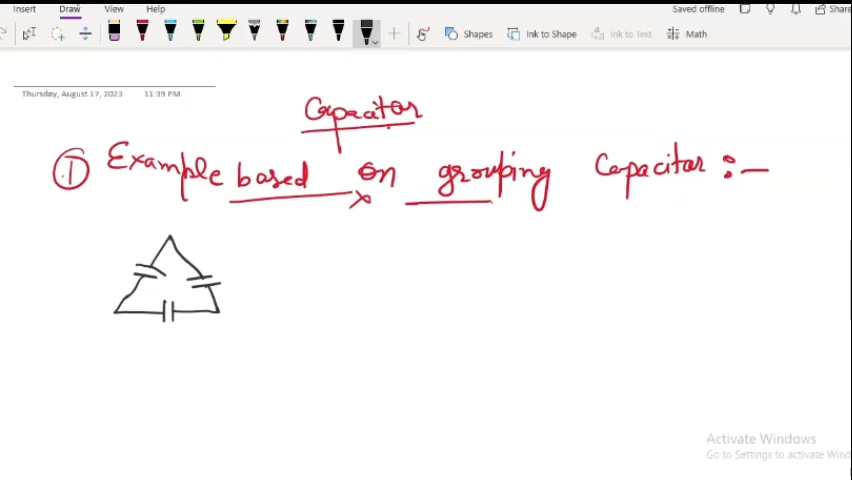 Insert Draw View Help Saved offline Share
Shapes Ink to Shape Ink to Text Math
Thursday, August 17, 2023 11:39 PM
Capacitor
① Example based on grouping Capacitor :-
Activate Windows
Go to Settings to activate Wind